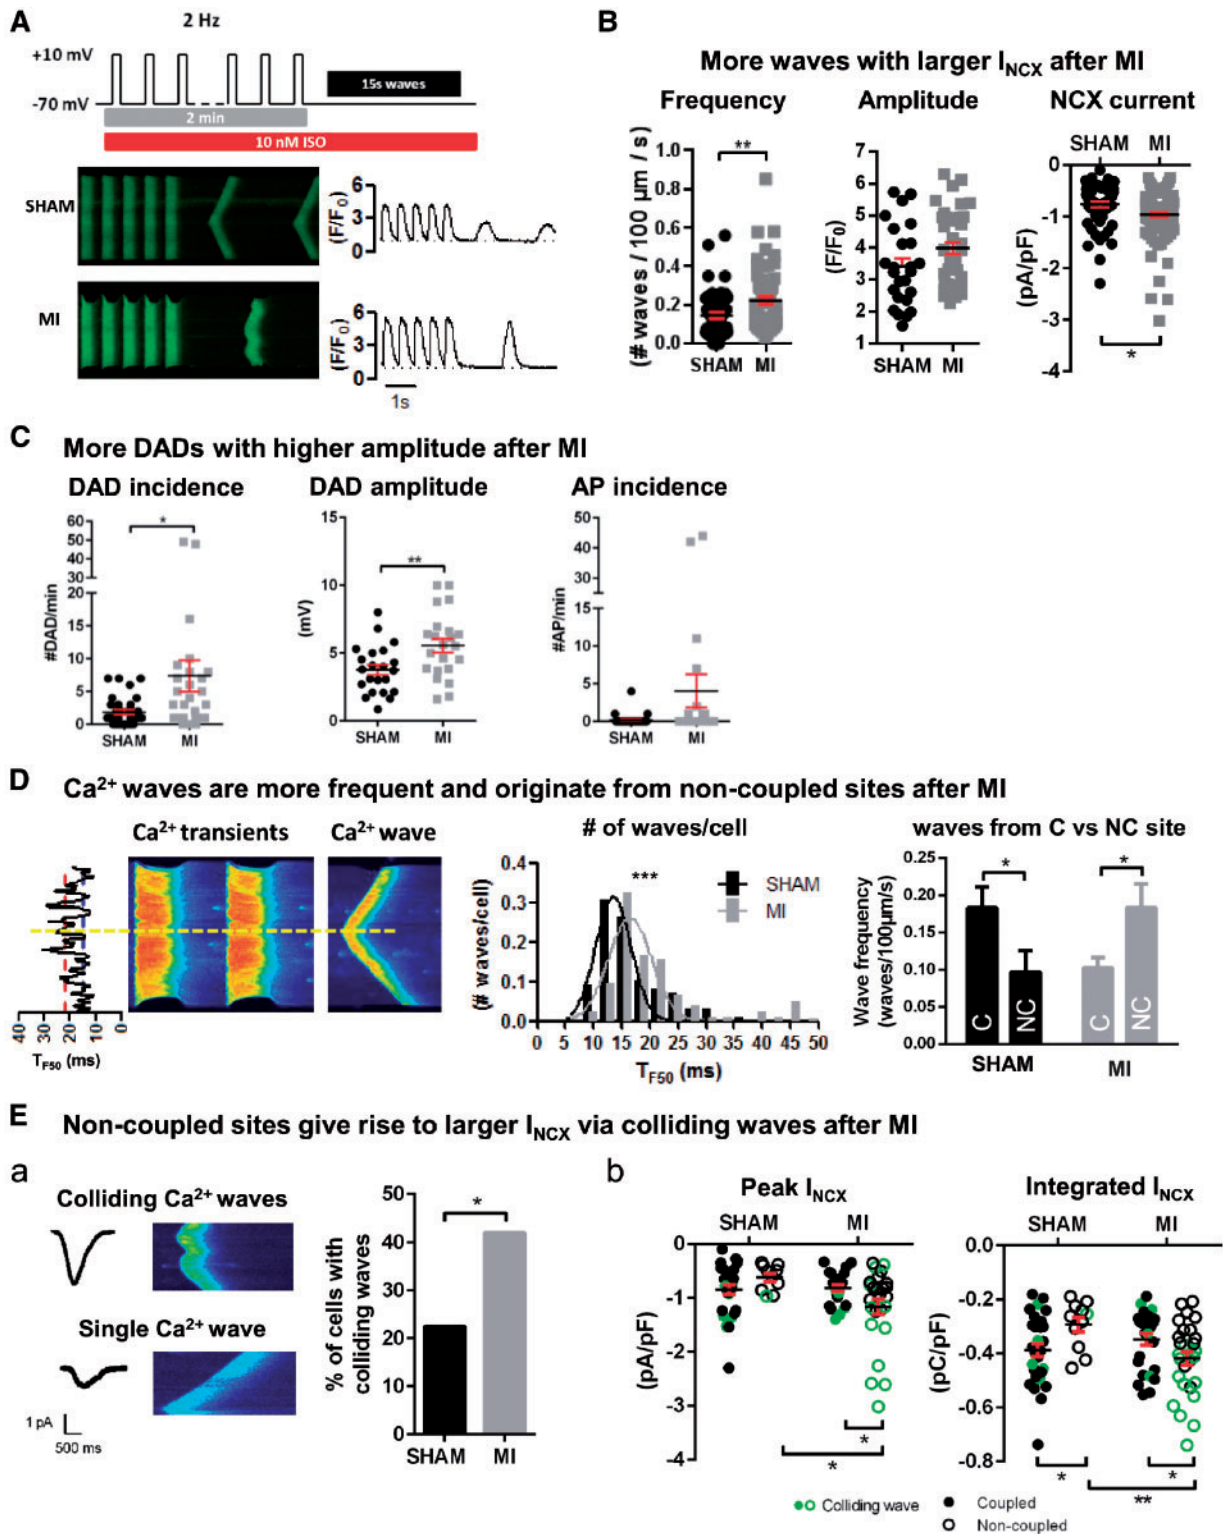 A
2 Hz
+10 mV
-70 mV
15s waves
2 min
10 nM ISO
SHAM
6
3
0
(F/F0)
MI
6
3
0
(F/F0)
1s
B
More waves with larger INCX after MI
Frequency
(# waves / 100 µm / s)
1.0
0.8
0.6
0.4
0.2
0.0
**
SHAM MI
Amplitude
(F/F0)
7
6
5
4
3
2
1
SHAM MI
NCX current
SHAM MI
(pA/pF)
0
-1
-2
-3
-4
*
C
More DADs with higher amplitude after MI
DAD incidence
#DAD/min
60
50
40
30
20
15
10
5
0
*
SHAM MI
DAD amplitude
(mV)
15
10
5
0
**
SHAM MI
AP incidence
#AP/min
50
40
30
15
10
5
0
SHAM MI
D
Ca2+ waves are more frequent and originate from non-coupled sites after MI
Ca2+ transients
Ca2+ wave
40 30 20 10 0
TF50 (ms)
# of waves/cell
(# waves/cell)
0.4
0.3
0.2
0.1
0.0
***
SHAM
MI
0 5 10 15 20 25 30 35 40 45 50
TF50 (ms)
waves from C vs NC site
Wave frequency
(waves/100µm/s)
0.25
0.20
0.15
0.10
0.05
0.00
* *
C NC C NC
SHAM MI
E
Non-coupled sites give rise to larger INCX via colliding waves after MI
a
Colliding Ca2+ waves
Single Ca2+ wave
1 pA
500 ms
% of cells with
colliding waves
50
40
30
20
10
0
*
SHAM MI
b
Peak INCX
SHAM MI
(pA/pF)
0
-1
-2
-3
-4
*
*
Integrated INCX
SHAM MI
(pC/pF)
0
-0.2
-0.4
-0.6
-0.8
* *
**
Colliding wave
Coupled
Non-coupled